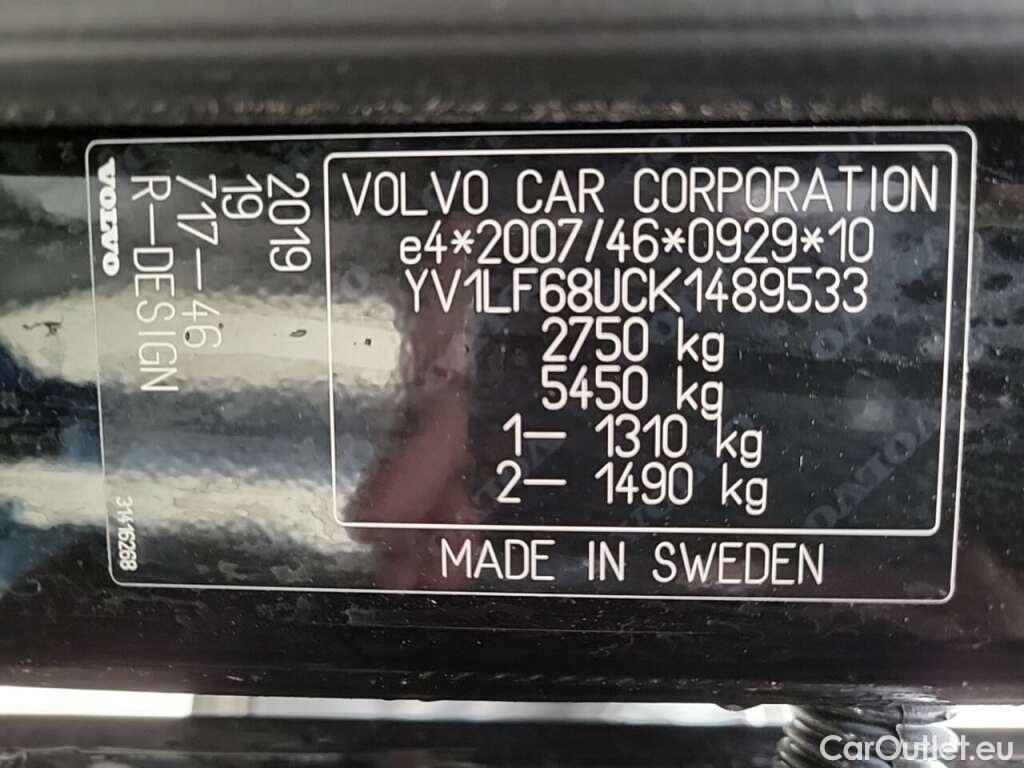 VOLVO
2019
19
717-46
R-DESIGN
31416268
VOLVO CAR CORPORATION
e4*2007/46*0929*10
YV1LF68UCK1489533
2750 kg
5450 kg
1- 1310 kg
2- 1490 kg
MADE IN SWEDEN
CarOutlet.eu